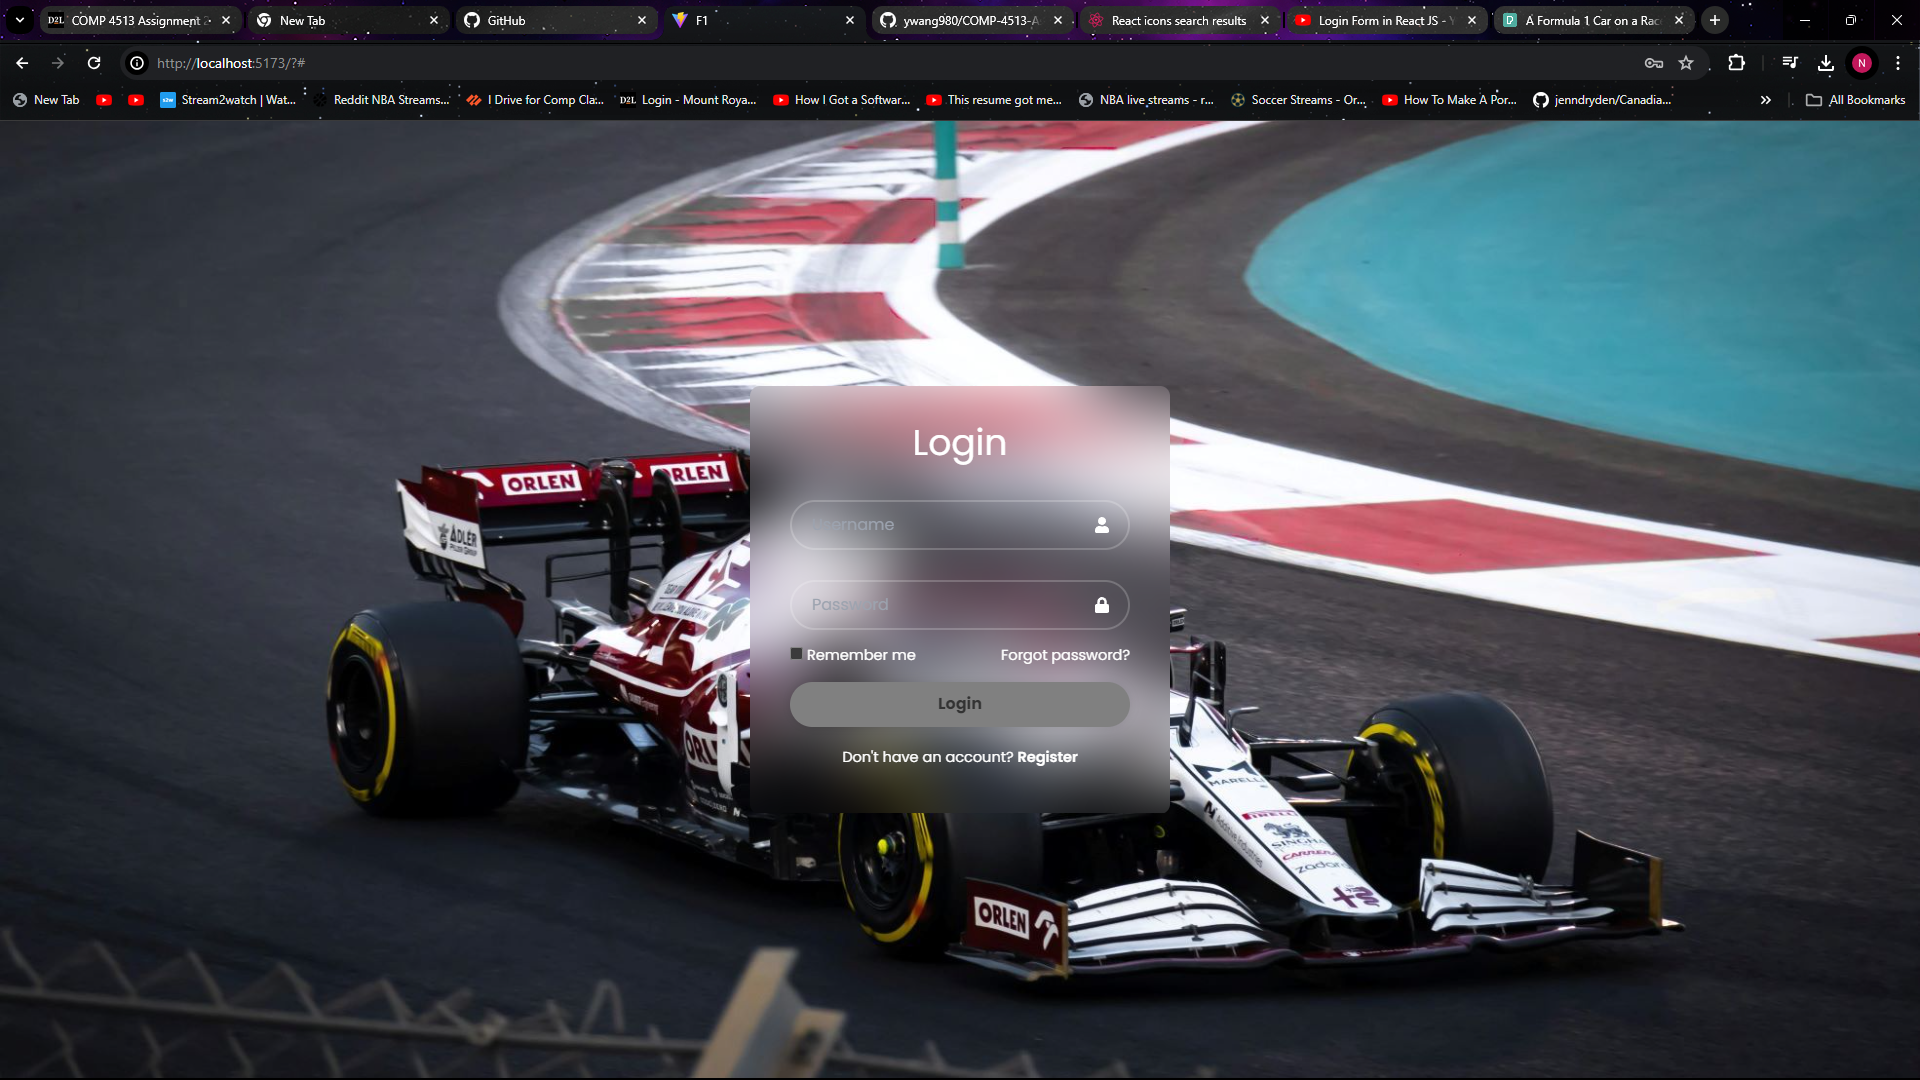 COMP 4513 Assignment
New Tab
GitHub
F1
ywang980/COMP-4513-A
React icons search results
Login Form in React JS - Y
A Formula 1 Car on a Rac
http://localhost:5173/?#
N
New Tab
Stream2watch | Wat...
Reddit NBA Streams...
I Drive for Comp Cla...
D2L
Login - Mount Roya...
How I Got a Softwar...
This resume got me...
NBA live streams - r...
Soccer Streams - Or...
How To Make A Por...
jenndryden/Canadia...
All Bookmarks
Login
Username
Password
Remember me
Forgot password?
Login
Don't have an account? Register
ORLEN
ORLEN
ADLER
ORL
MARELLI
PIRELLI
SINGHA
CARRERA
ORLEN